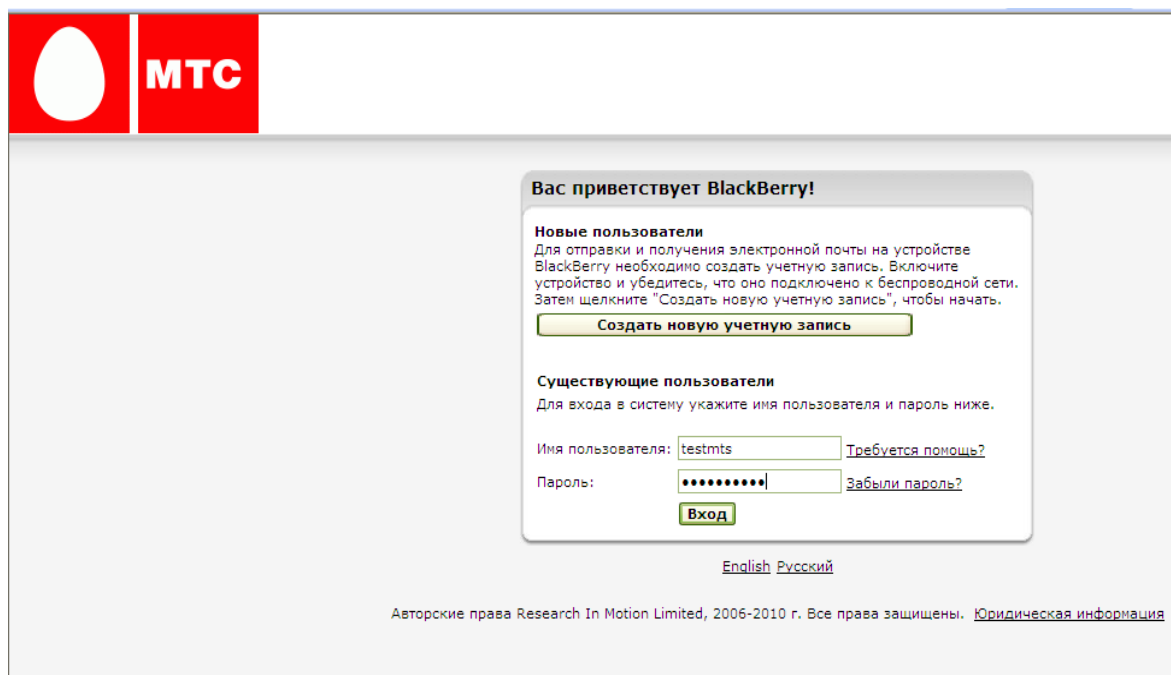 МТС
Вас приветствует BlackBerry!
Новые пользователи
Для отправки и получения электронной почты на устройстве
BlackBerry необходимо создать учетную запись. Включите
устройство и убедитесь, что оно подключено к беспроводной сети.
Затем щелкните "Создать новую учетную запись", чтобы начать.
Создать новую учетную запись
Существующие пользователи
Для входа в систему укажите имя пользователя и пароль ниже.
Имя пользователя: testmts Требуется помощь?
Пароль: •••••••••• Забыли пароль?
Вход
English Русский
Авторские права Research In Motion Limited, 2006-2010 г. Все права защищены. Юридическая информация